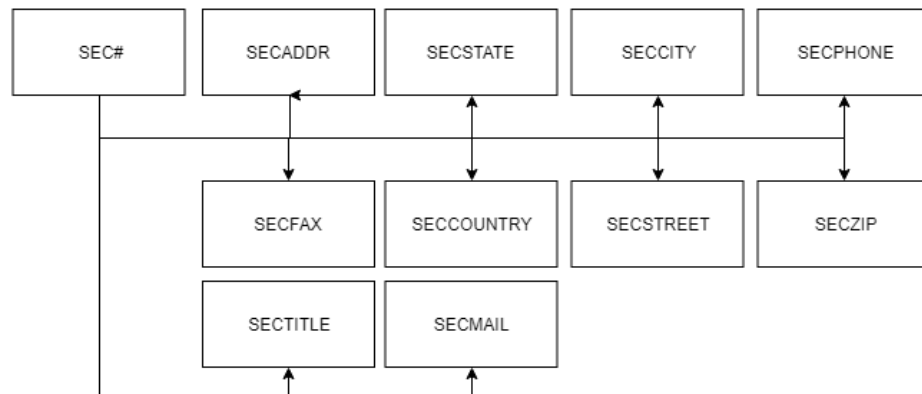 SEC#
SECADDR
SECSTATE
SECCITY
SECPHONE
SECFAX
SECCOUNTRY
SECSTREET
SECZIP
SECTITLE
SECMAIL